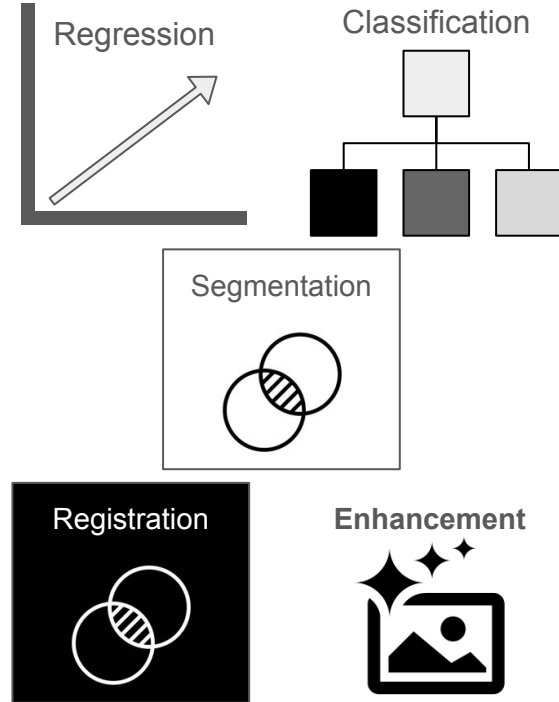 Regression
Classification
Segmentation
Registration
Enhancement